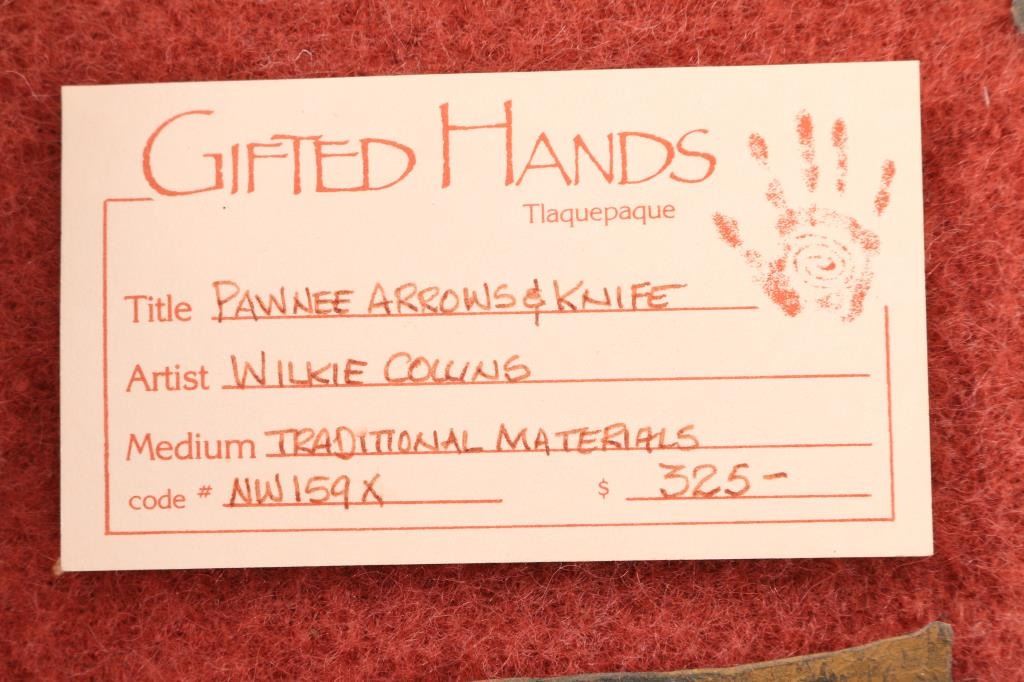 GIFTED HANDS
Tlaquepaque
Title PAWNEE ARROWS & KNIFE
Artist WILKIE COLLINS
Medium TRADITIONAL MATERIALS
code # NW159X $ 325-